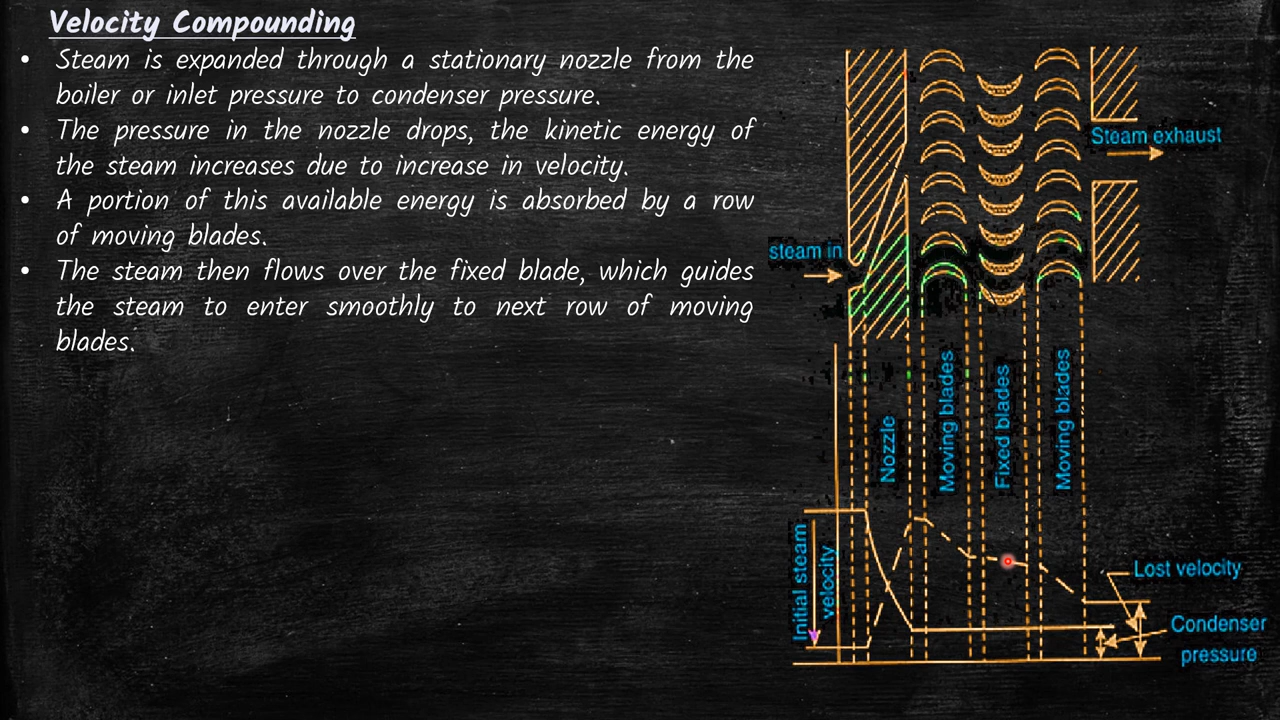 Velocity Compounding
• Steam is expanded through a stationary nozzle from the
boiler or inlet pressure to condenser pressure.
• The pressure in the nozzle drops, the kinetic energy of
the steam increases due to increase in velocity.
• A portion of this available energy is absorbed by a row
of moving blades.
• The steam then flows over the fixed blade, which guides
the steam to enter smoothly to next row of moving
blades.
Steam exhaust
steam in
Nozzle
Moving blades
Fixed blades
Moving blades
Initial steam
velocity
Lost velocity
Condenser
pressure